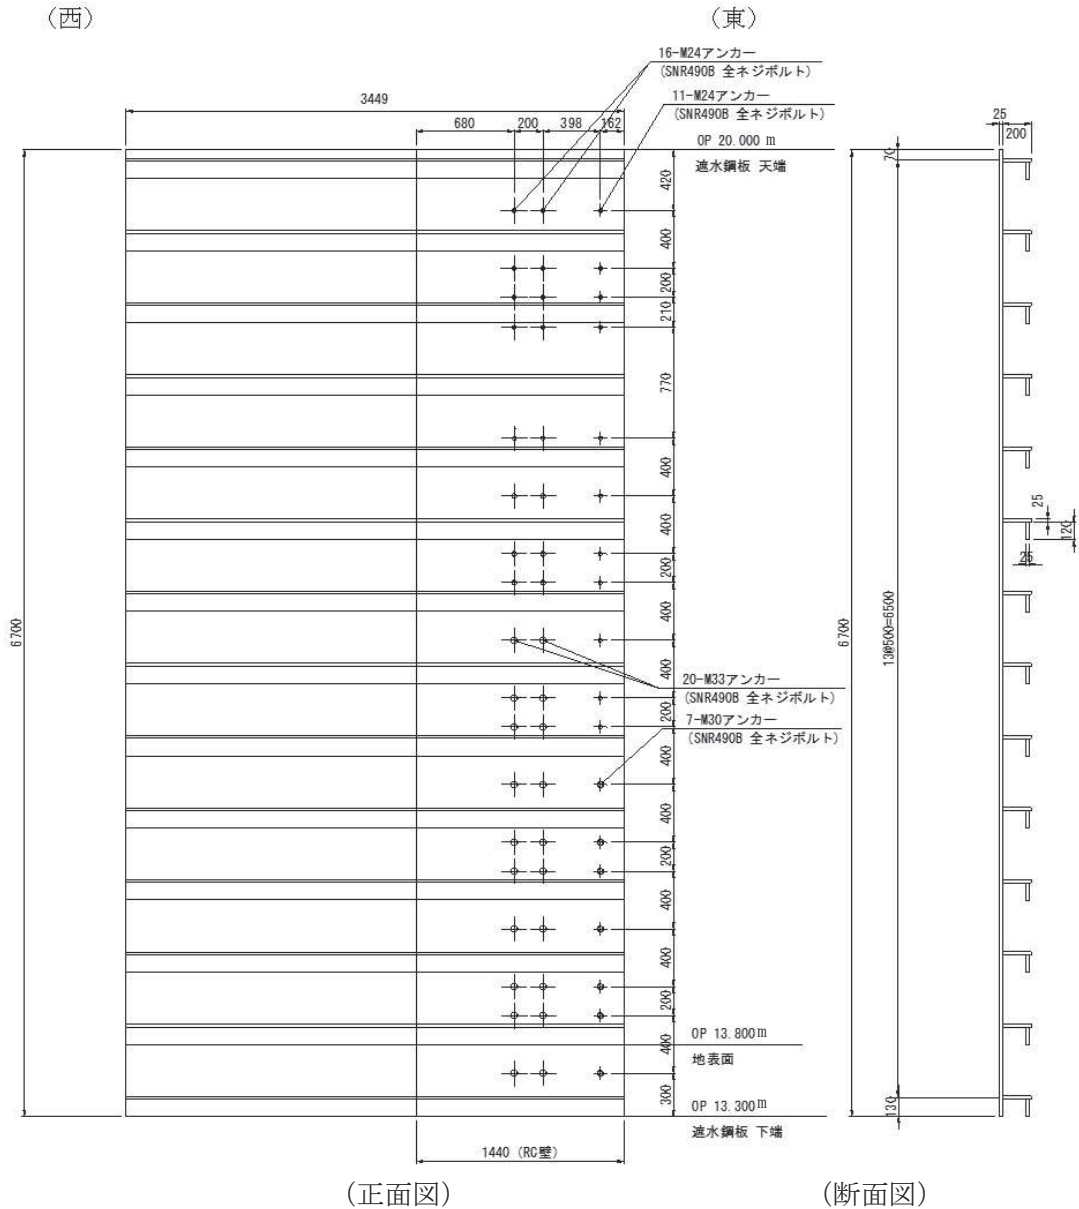 （西）
（東）
16-M24アンカー
(SNR490B 全ネジボルト)
11-M24アンカー
(SNR490B 全ネジボルト)
3449
680
200
398
162
OP 20.000 m
遮水鋼板 天端
25
200
70
420
400
200
210
770
400
400
200
400
400
200
400
400
200
400
400
200
400
300
6700
20-M33アンカー
(SNR490B 全ネジボルト)
7-M30アンカー
(SNR490B 全ネジボルト)
OP 13.800m
地表面
OP 13.300m
遮水鋼板 下端
6700
13@500=6500
130
25
120
25
1440 (RC壁)
（正面図）
（断面図）